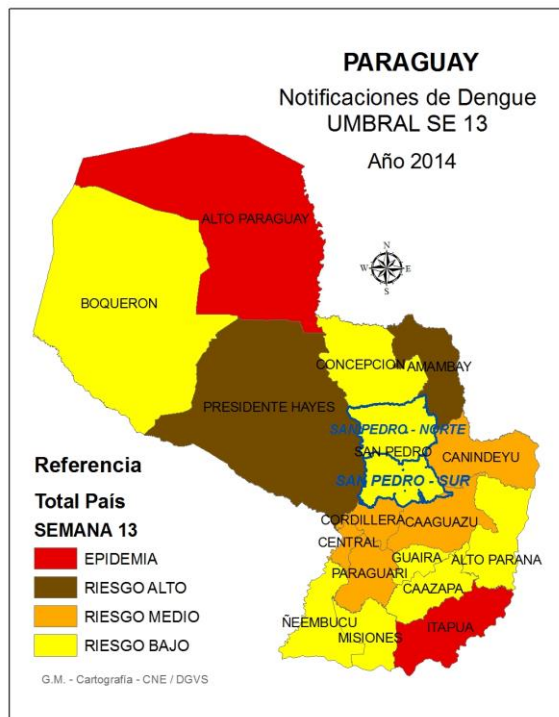 PARAGUAY
Notificaciones de Dengue
UMBRAL SE 13
Año 2014
ALTO PARAGUAY
N
W E
S
BOQUERON
CONCEPCION
AMAMBAY
PRESIDENTE HAYES
SAN PEDRO - NORTE
SAN PEDRO
CANINDEYU
SAN PEDRO - SUR
CORDILLERA
CAAGUAZU
CENTRAL
GUAIRA
ALTO PARANA
PARAGUARI
CAAZAPA
ÑEEMBUCU
ITAPUA
MISIONES
Referencia
Total País
SEMANA 13
EPIDEMIA
RIESGO ALTO
RIESGO MEDIO
RIESGO BAJO
G.M. - Cartografía - CNE / DGVS